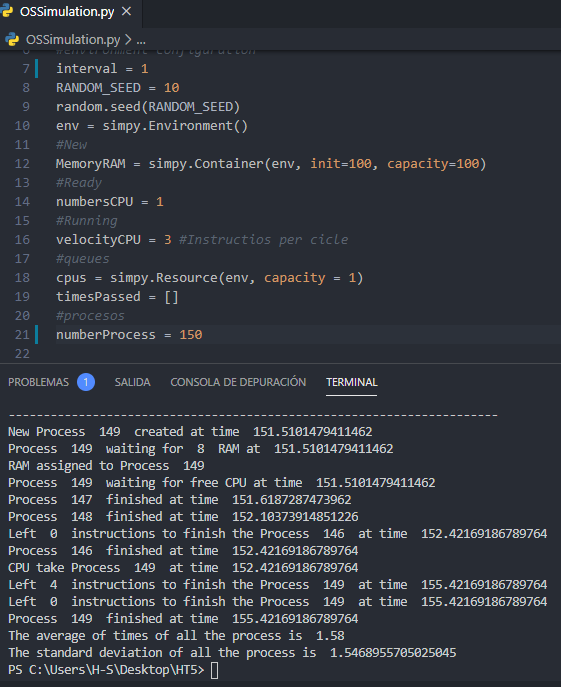 OSSimulation.py ×
OSSimulation.py > ...
6 #Environment Configuration
7 interval = 1
8 RANDOM_SEED = 10
9 random.seed(RANDOM_SEED)
10 env = simpy.Environment()
11 #New
12 MemoryRAM = simpy.Container(env, init=100, capacity=100)
13 #Ready
14 numbersCPU = 1
15 #Running
16 velocityCPU = 3 #Instructios per cicle
17 #queues
18 cpus = simpy.Resource(env, capacity = 1)
19 timesPassed = []
20 #procesos
21 numberProcess = 150
22
PROBLEMAS 1 SALIDA CONSOLA DE DEPURACIÓN TERMINAL
----------------------------------------------------------------------
New Process  149  created at time  151.5101479411462
Process  149  waiting for  8  RAM at  151.5101479411462
RAM assigned to Process  149
Process  149  waiting for free CPU at time  151.5101479411462
Process  147  finished at time  151.6187287473962
Process  148  finished at time  152.10373914851226
Left  0  instructions to finish the Process  146  at time  152.42169186789764
Process  146  finished at time  152.42169186789764
CPU take Process  149  at time  152.42169186789764
Left  4  instructions to finish the Process  149  at time  155.42169186789764
Left  0  instructions to finish the Process  149  at time  155.42169186789764
Process  149  finished at time  155.42169186789764
The average of times of all the process is  1.58
The standard deviation of all the process is  1.5468955705025045
PS C:\Users\H-S\Desktop\HT5>